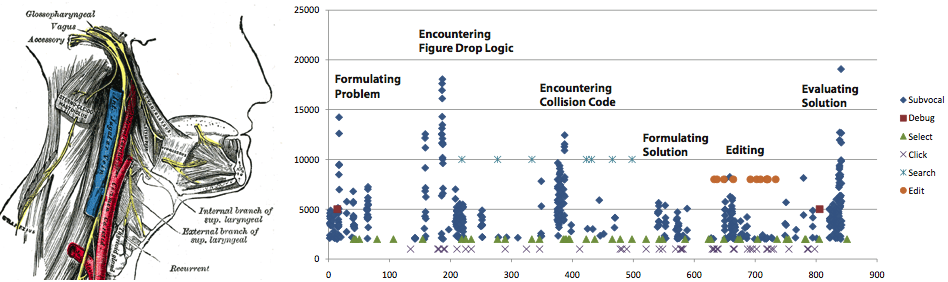 Glossopharyngeal
Vagus
Accessory
Internal branch of
sup. laryngeal
External branch of
sup. laryngeal
Recurrent
25000
20000
15000
10000
5000
0
0
100
200
300
400
500
600
700
800
900
Formulating
Problem
Encountering
Figure Drop Logic
Encountering
Collision Code
Formulating
Solution
Editing
Evaluating
Solution
Subvocal
Debug
Select
Click
Search
Edit